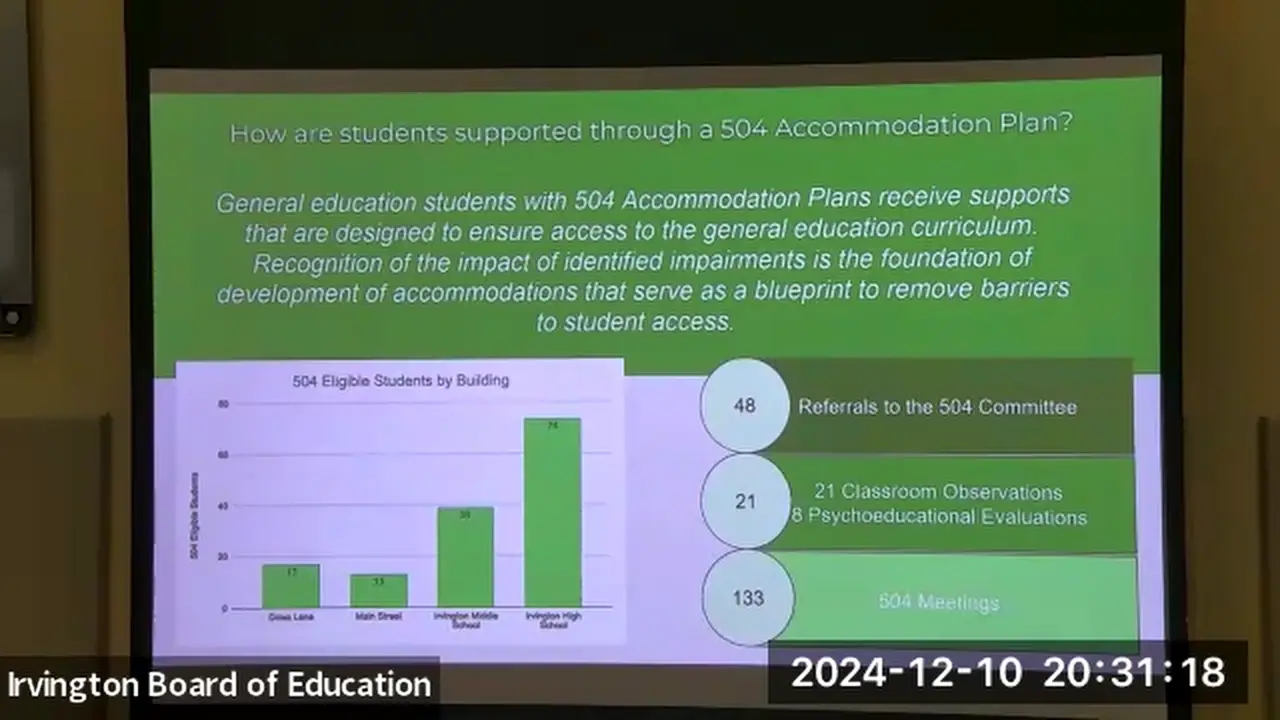 How are students supported through a 504 Accommodation Plan?
General education students with 504 Accommodation Plans receive supports
that are designed to ensure access to the general education curriculum.
Recognition of the impact of identified impairments is the foundation of
development of accommodations that serve as a blueprint to remove barriers
to student access.
504 Eligible Students by Building
504 Eligible Students
80
60
40
20
0
17
13
39
74
Dows Lane
Main Street
Irvington Middle
School
Irvington High
School
48
Referrals to the 504 Committee
21
21 Classroom Observations
8 Psychoeducational Evaluations
133
504 Meetings
Irvington Board of Education
2024-12-10 20:31:18